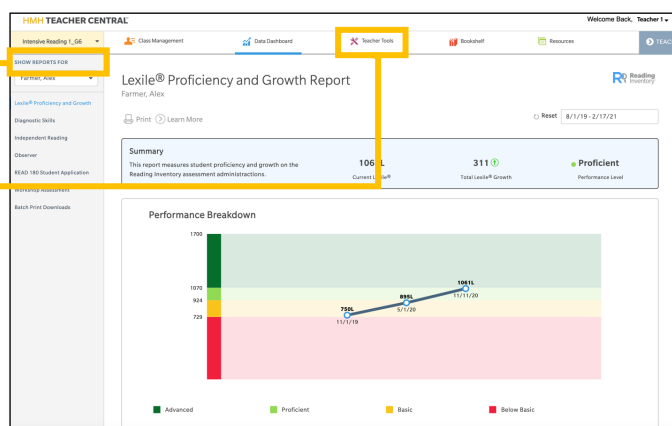 HMH TEACHER CENTRAL
Welcome Back, Teacher 1
Intensive Reading 1_G6
Class Management
Data Dashboard
Teacher Tools
Bookshelf
Resources
TEAC
SHOW REPORTS FOR
Farmer, Alex
Lexile® Proficiency and Growth
Diagnostic Skills
Independent Reading
Observer
READ 180 Student Application
Workshop Assessment
Batch Print Downloads
Lexile® Proficiency and Growth Report
Farmer, Alex
RI Reading Inventory
Print Learn More
Reset 8/1/19 - 2/17/21
Summary
This report measures student proficiency and growth on the
Reading Inventory assessment administractions.
Current Lexile®
311
Total Lexile® Growth
Proficient
Performance Level
Performance Breakdown
1700
1070
924
729
750L
11/1/19
895L
5/1/20
1061L
11/11/20
Advanced
Proficient
Basic
Below Basic